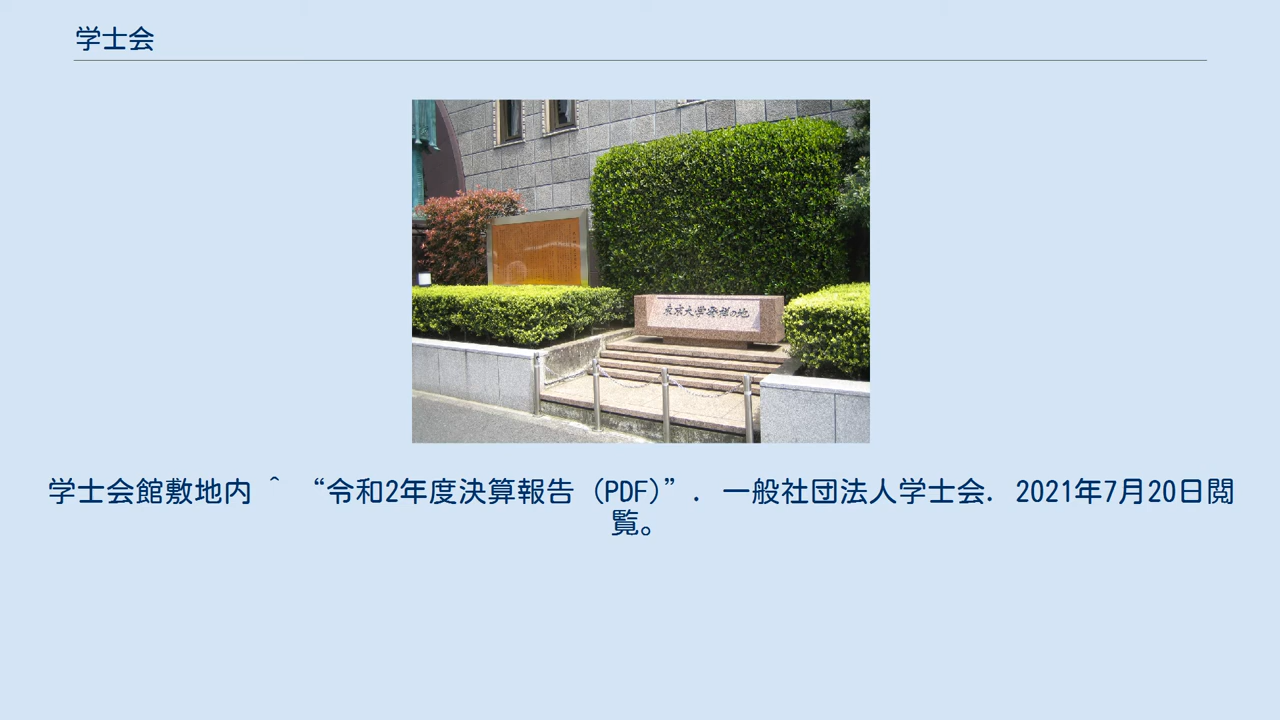 学士会
東京大学発祥の地
学士会館敷地内 ^ “令和2年度決算報告（PDF）”. 一般社団法人学士会. 2021年7月20日閲
覧。